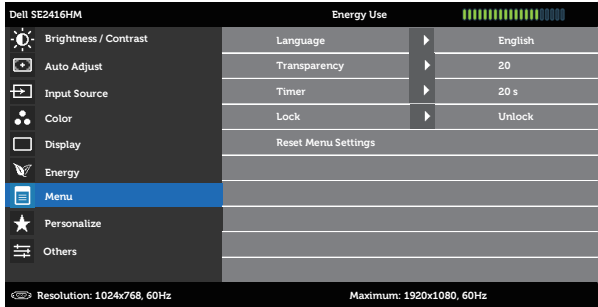 Dell SE2416HM Energy Use
Brightness / Contrast Language English
Auto Adjust Transparency 20
Input Source Timer 20 s
Color Lock Unlock
Display Reset Menu Settings
Energy
Menu
Personalize
Others
Resolution: 1024x768, 60Hz Maximum: 1920x1080, 60Hz